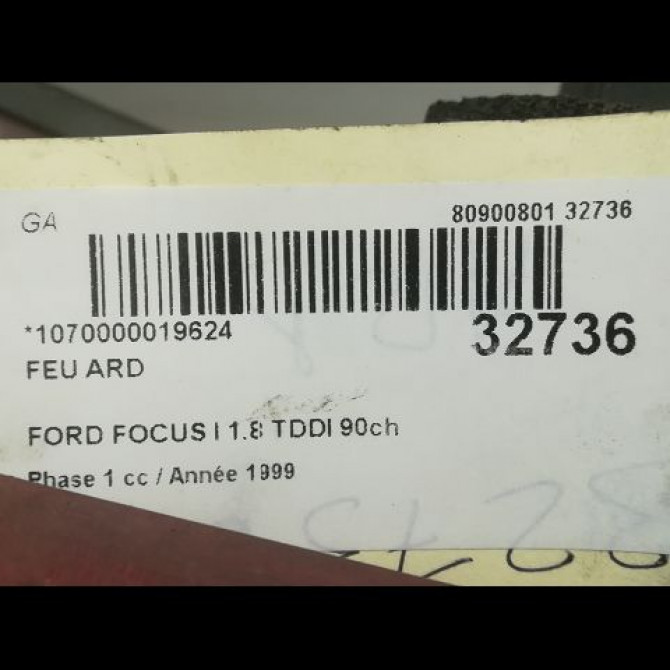 GA
80900801 32736
*1070000019624
32736
FEU ARD
FORD FOCUS I 1.8 TDDI 90ch
Phase 1 cc / Année 1999